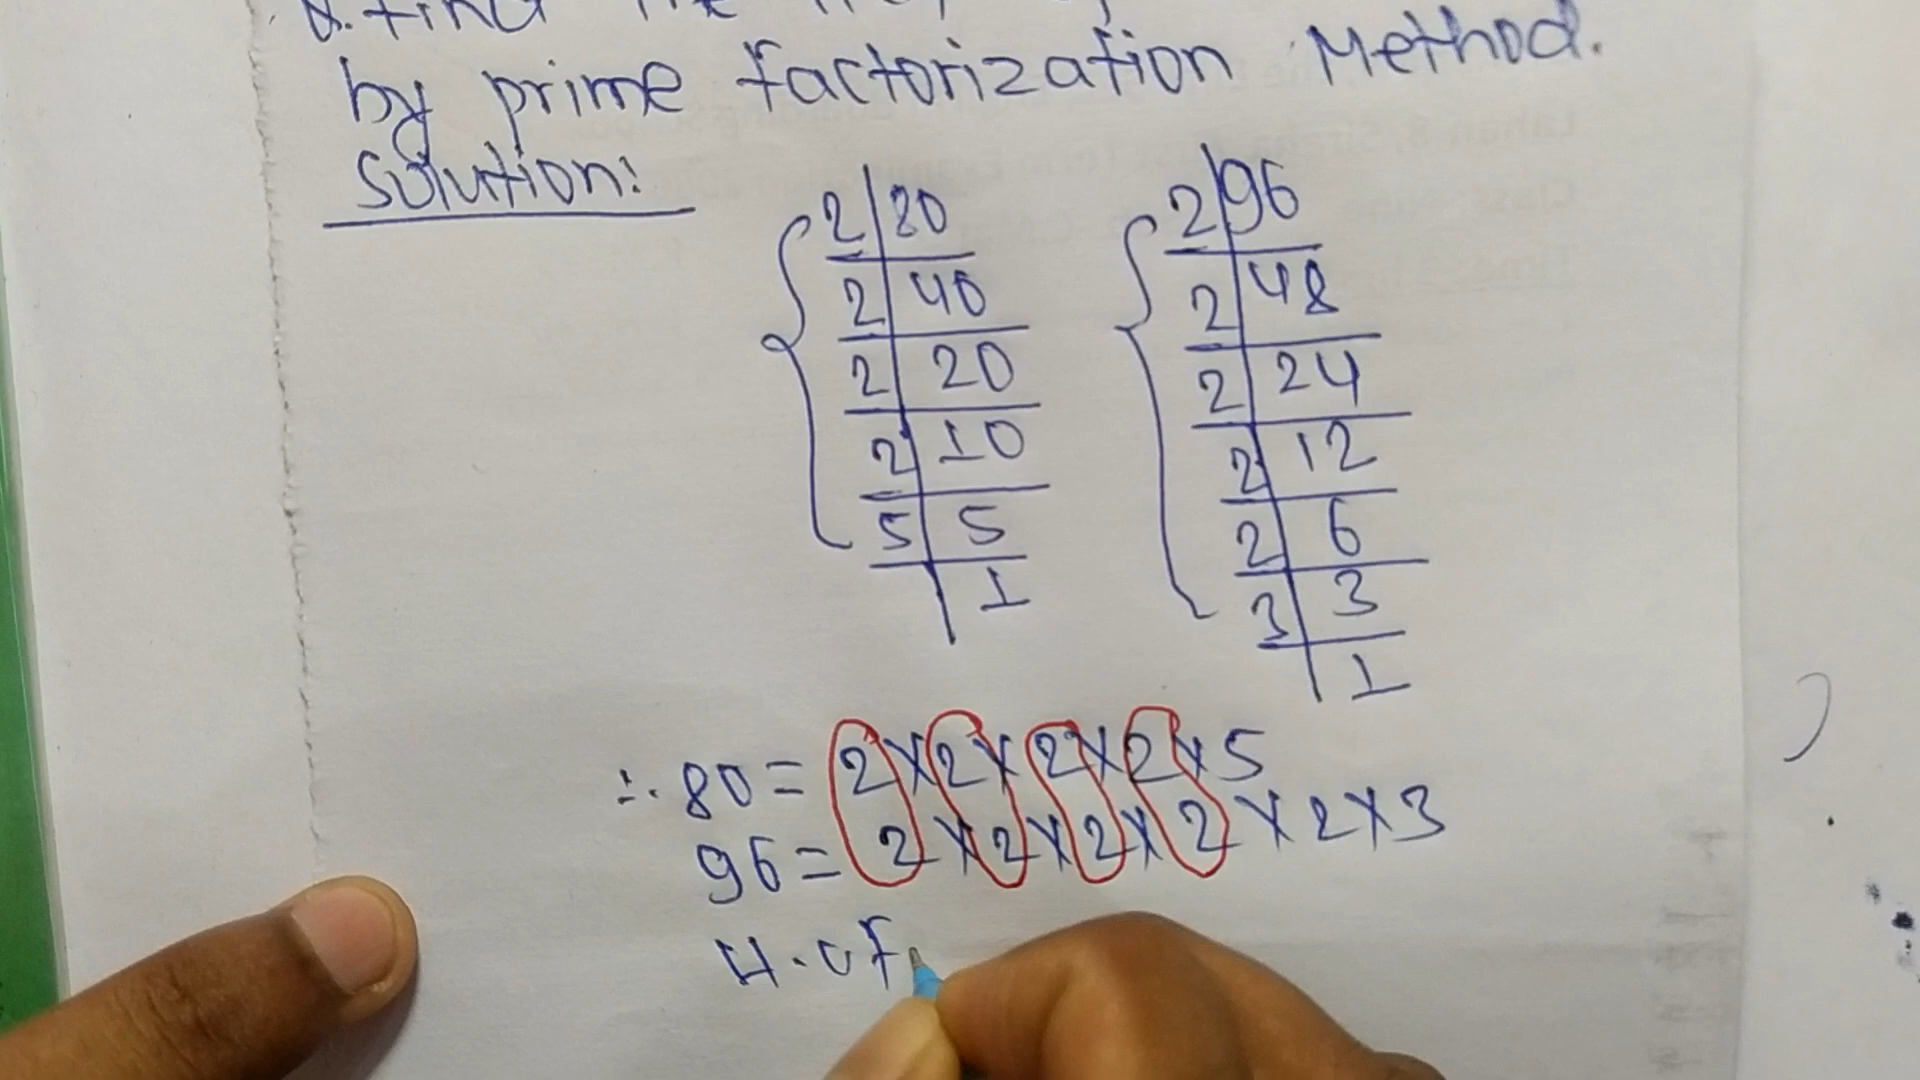 Q. Find
by prime factorization Method.
Solution:
2 80
2 40
2 20
2 10
5 5
1
2 96
2 48
2 24
2 12
2 6
3 3
1
∴ 80 = 2×2×2×2×5
96 = 2×2×2×2×2×3
H.CF